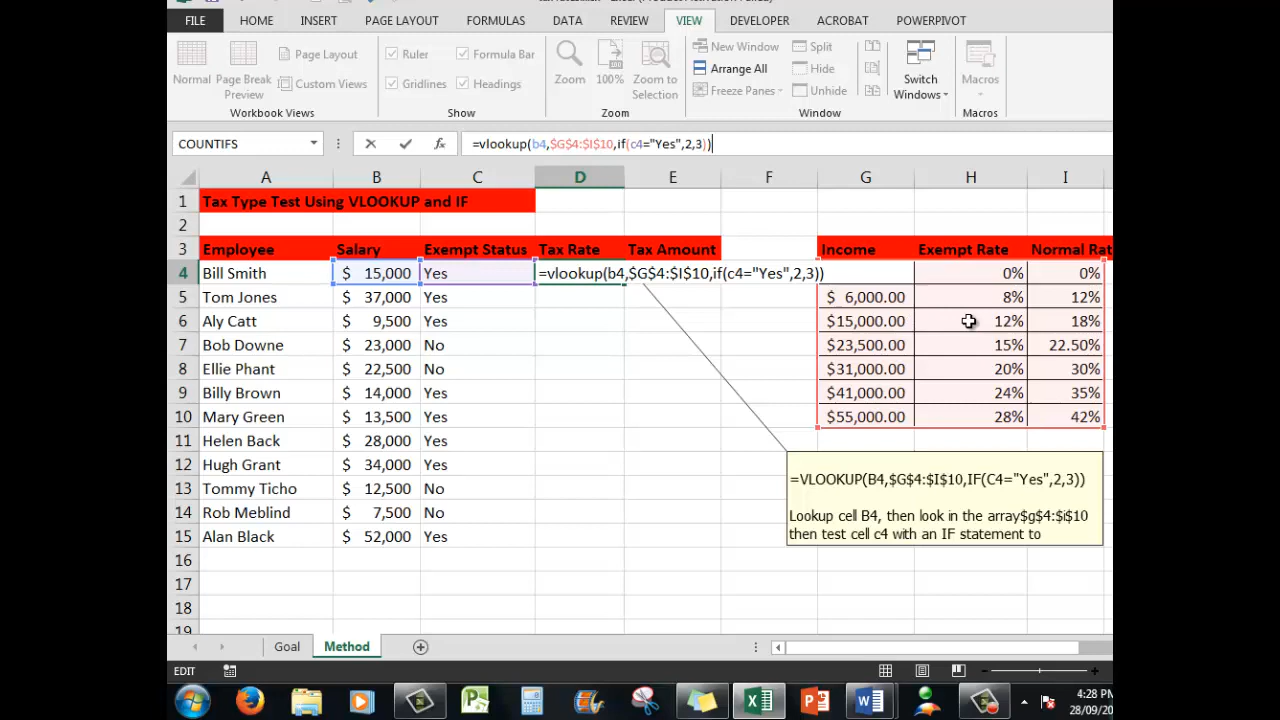 FILE HOME INSERT PAGE LAYOUT FORMULAS DATA REVIEW VIEW DEVELOPER ACROBAT POWERPIVOT
Normal
Page Break
Preview
Page Layout
Custom Views
Workbook Views
Ruler
Formula Bar
Gridlines
Headings
Show
Zoom
100%
Zoom to
Selection
Zoom
New Window
Arrange All
Freeze Panes
Split
Hide
Unhide
Window
Switch
Windows
Macros
Macros
COUNTIFS
fx
=vlookup(b4,$G$4:$I$10,if(c4="Yes",2,3))
A B C D E F G H I
1 Tax Type Test Using VLOOKUP and IF
2
3 Employee Salary Exempt Status Tax Rate Tax Amount Income Exempt Rate Normal Rat
4 Bill Smith $ 15,000 Yes =vlookup(b4,$G$4:$I$10,if(c4="Yes",2,3)) 0% 0%
5 Tom Jones $ 37,000 Yes $ 6,000.00 8% 12%
6 Aly Catt $ 9,500 Yes $15,000.00 12% 18%
7 Bob Downe $ 23,000 No $23,500.00 15% 22.50%
8 Ellie Phant $ 22,500 No $31,000.00 20% 30%
9 Billy Brown $ 14,000 Yes $41,000.00 24% 35%
10 Mary Green $ 13,500 Yes $55,000.00 28% 42%
11 Helen Back $ 28,000 Yes
12 Hugh Grant $ 34,000 Yes
13 Tommy Ticho $ 12,500 No
14 Rob Meblind $ 7,500 No
15 Alan Black $ 52,000 Yes
16
17
18
19
=VLOOKUP(B4,$G$4:$I$10,IF(C4="Yes",2,3))
Lookup cell B4, then look in the array$g$4:$i$10
then test cell c4 with an IF statement to
Goal Method
EDIT
4:28 PM
28/09/20